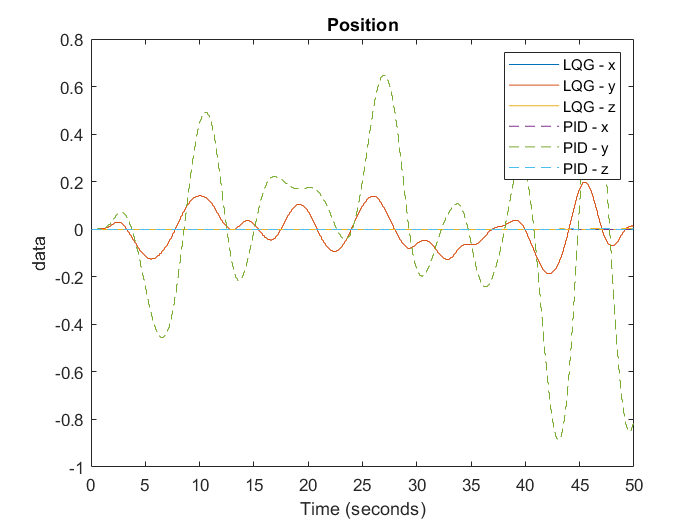 Position
0.8
0.6
0.4
0.2
0
-0.2
-0.4
-0.6
-0.8
-1
data
LQG - x
LQG - y
LQG - z
PID - x
PID - y
PID - z
0 5 10 15 20 25 30 35 40 45 50
Time (seconds)